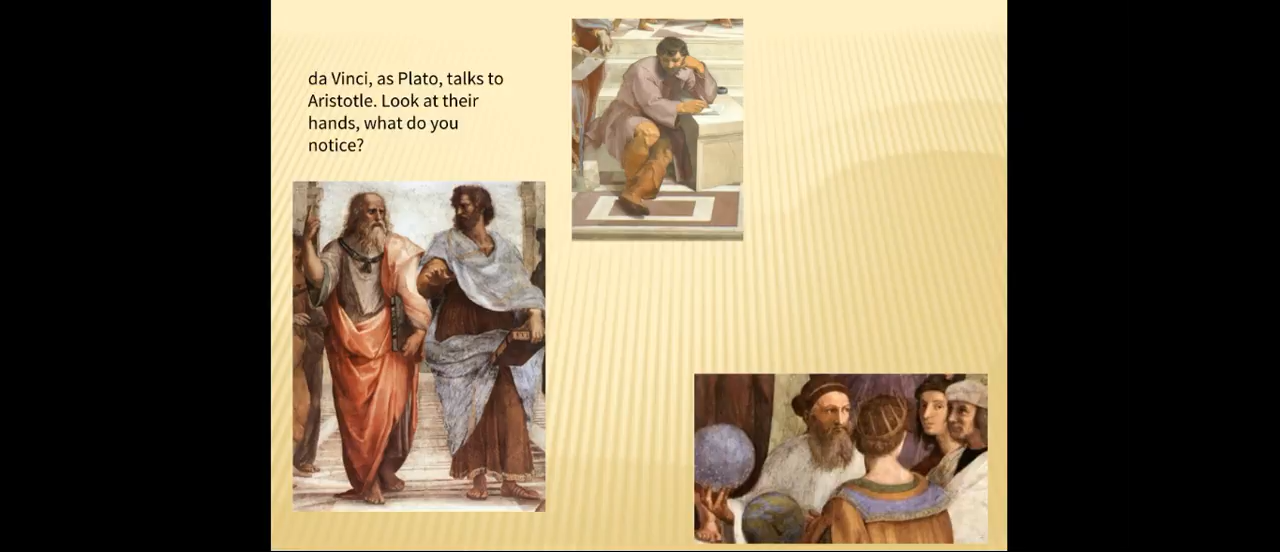 da Vinci, as Plato, talks to
Aristotle. Look at their
hands, what do you
notice?